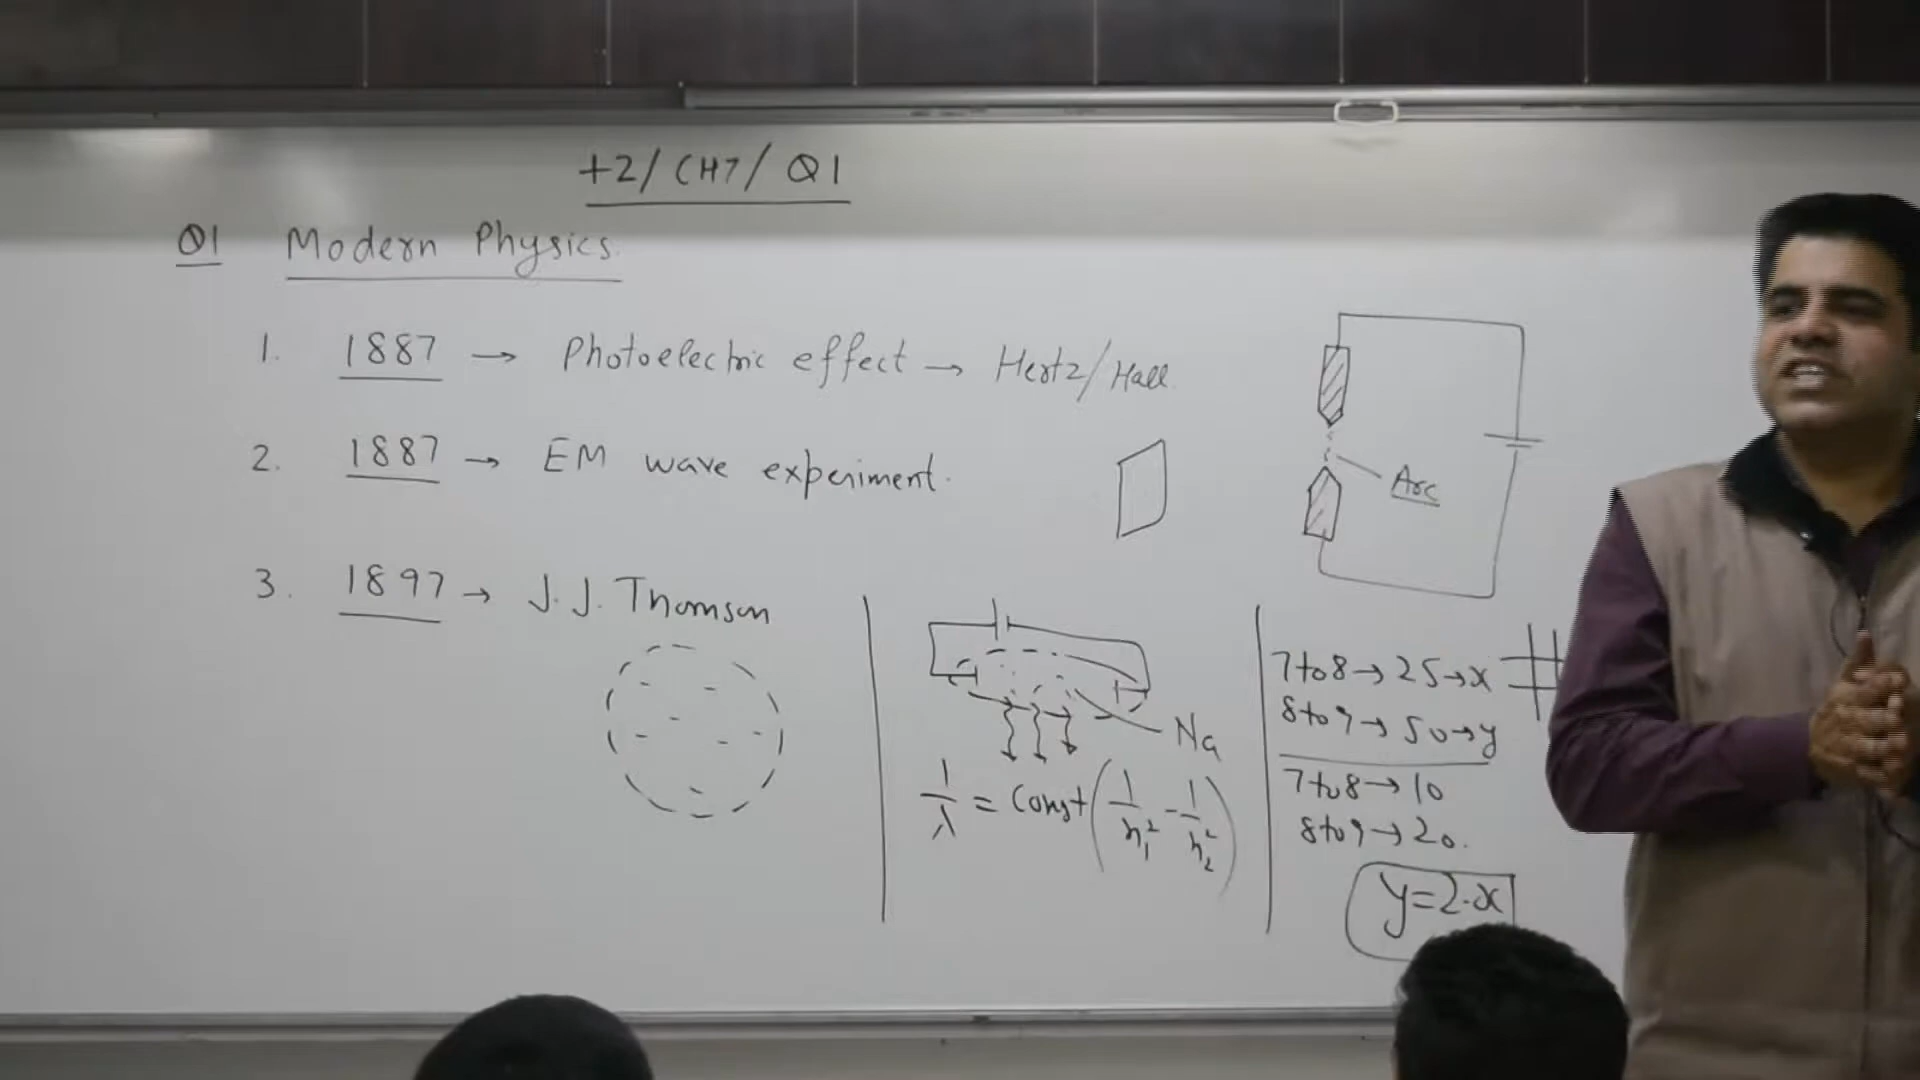 +2/ CH7/ Q1
Q1 Modern Physics.
1. 1887 → Photoelectric effect → Hertz/Hall
2. 1887 → EM wave experiment.
Arc
3. 1897 → J.J. Thomson
Na
1/λ = Const (1/n₁² - 1/n₂²)
7to8 → 25 → x
8to9 → 50 → y
7to8 → 10
8to9 → 20.
y=2·x